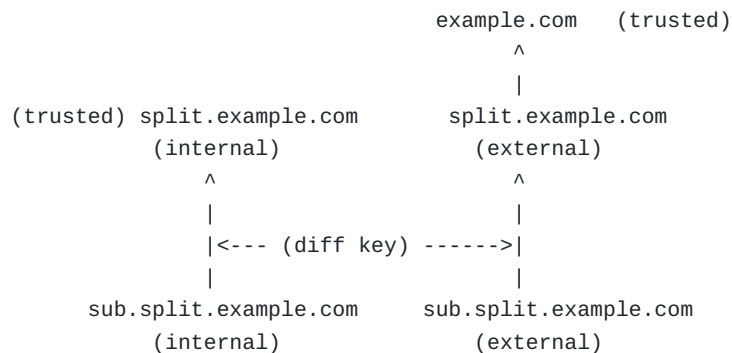 example.com (trusted)
^
|
(trusted) split.example.com split.example.com
(internal) (external)
^ ^
| |
|<--- (diff key) ------>|
| |
sub.split.example.com sub.split.example.com
(internal) (external)